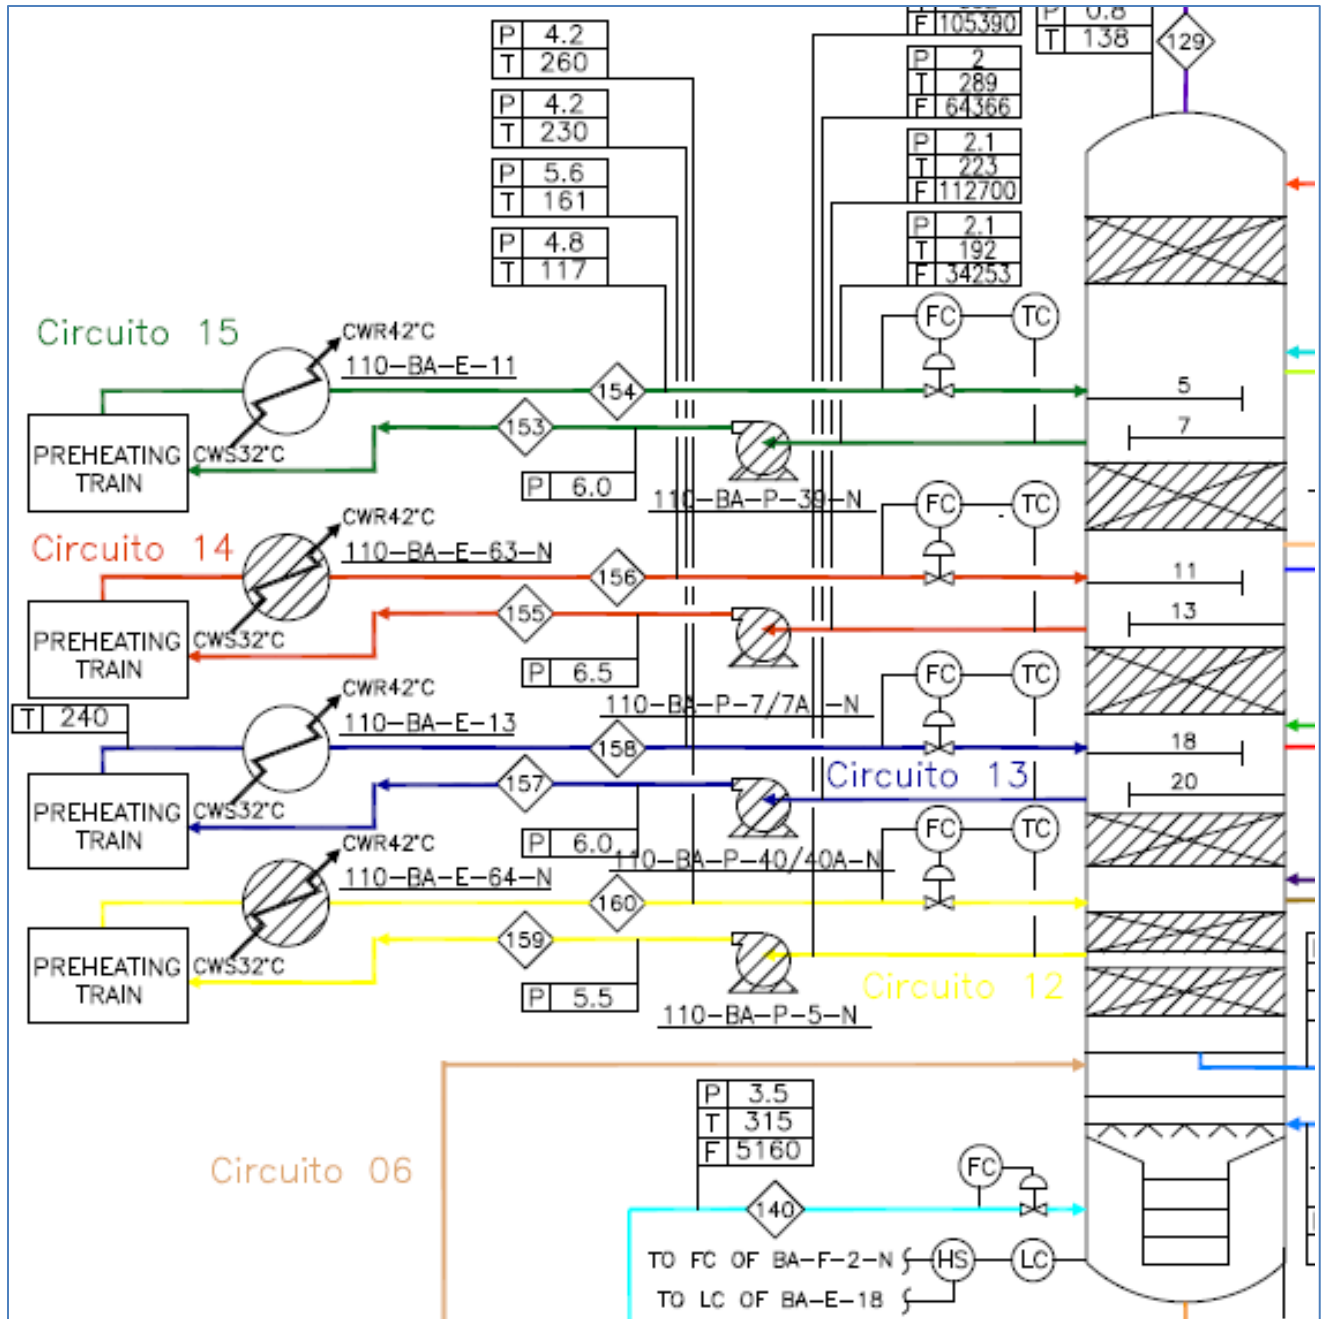 F 105390
P 0.8
T 138
129
P 4.2
T 260
P 2
T 289
F 64366
P 4.2
T 230
P 2.1
T 223
F 112700
P 5.6
T 161
P 2.1
T 192
F 34253
P 4.8
T 117
Circuito 15
CWR42°C
110-BA-E-11
FC
TC
154
5
153
7
PREHEATING
TRAIN
CWS32°C
P 6.0
110-BA-P-39-N
Circuito 14
CWR42°C
110-BA-E-63-N
FC
TC
156
11
155
13
PREHEATING
TRAIN
CWS32°C
P 6.5
110-BA-P-7/7A-N
T 240
CWR42°C
110-BA-E-13
FC
TC
158
18
157
Circuito 13
20
PREHEATING
TRAIN
CWS32°C
P 6.0
110-BA-P-40/40A-N
CWR42°C
110-BA-E-64-N
FC
TC
160
159
PREHEATING
TRAIN
CWS32°C
P 5.5
Circuito 12
110-BA-P-5-N
P 3.5
T 315
F 5160
Circuito 06
FC
140
TO FC OF BA-F-2-N
HS
LC
TO LC OF BA-E-18